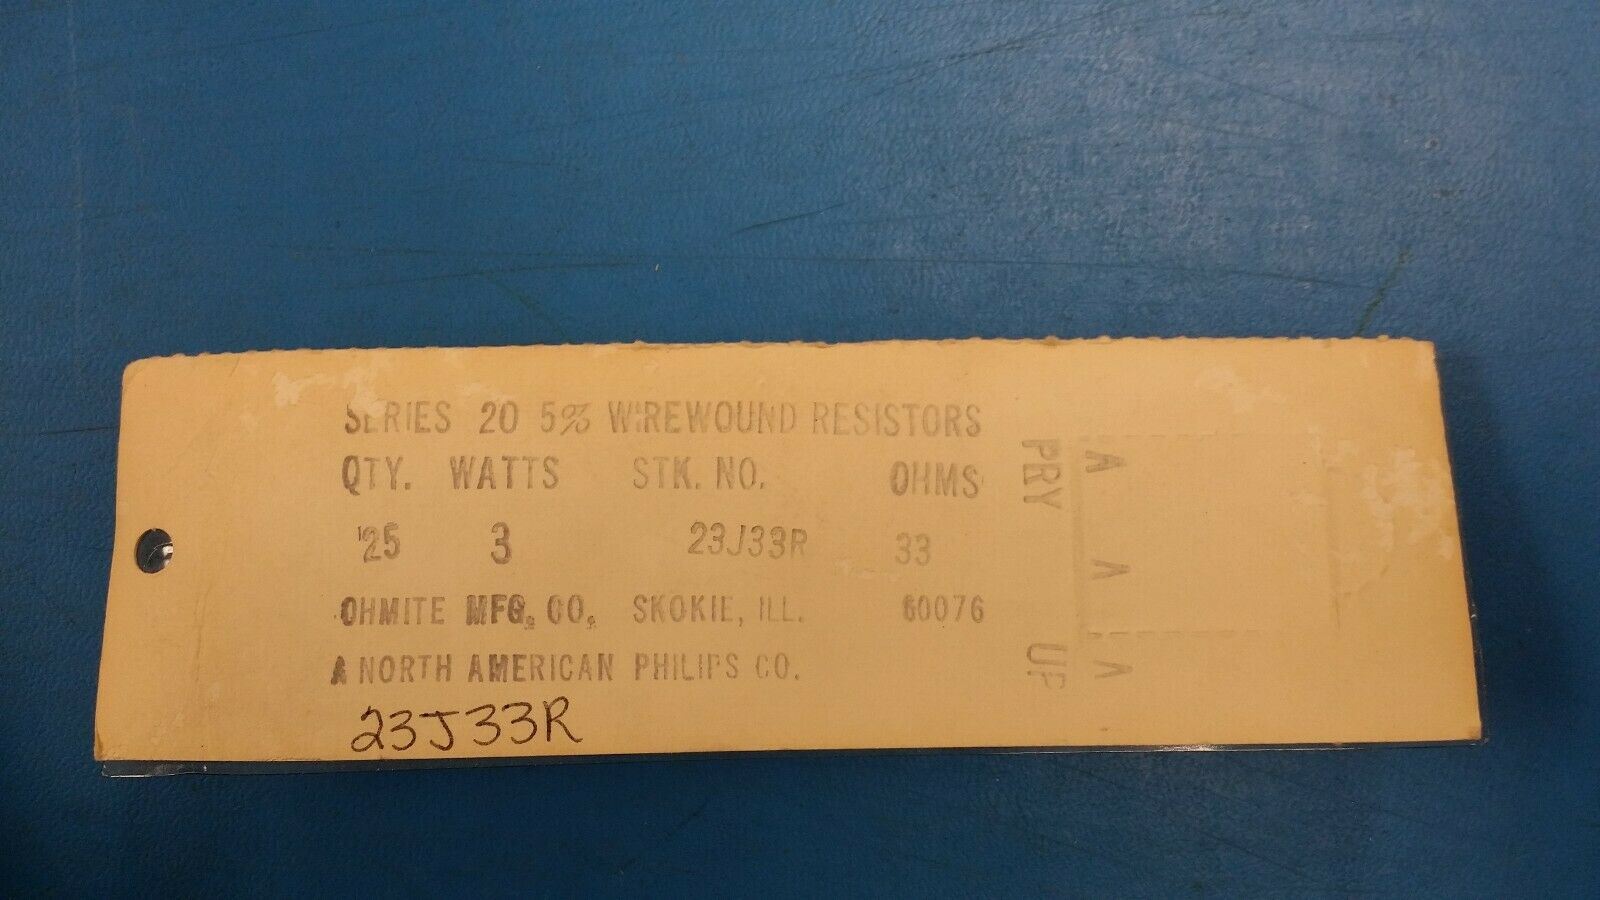 SERIES 20 5% WIREWOUND RESISTORS
QTY. WATTS STK. NO. OHMS
25 3 23J33R 33
OHMITE MFG. CO. SKOKIE, ILL. 60076
A NORTH AMERICAN PHILIPS CO.
23J33R
PRY UP